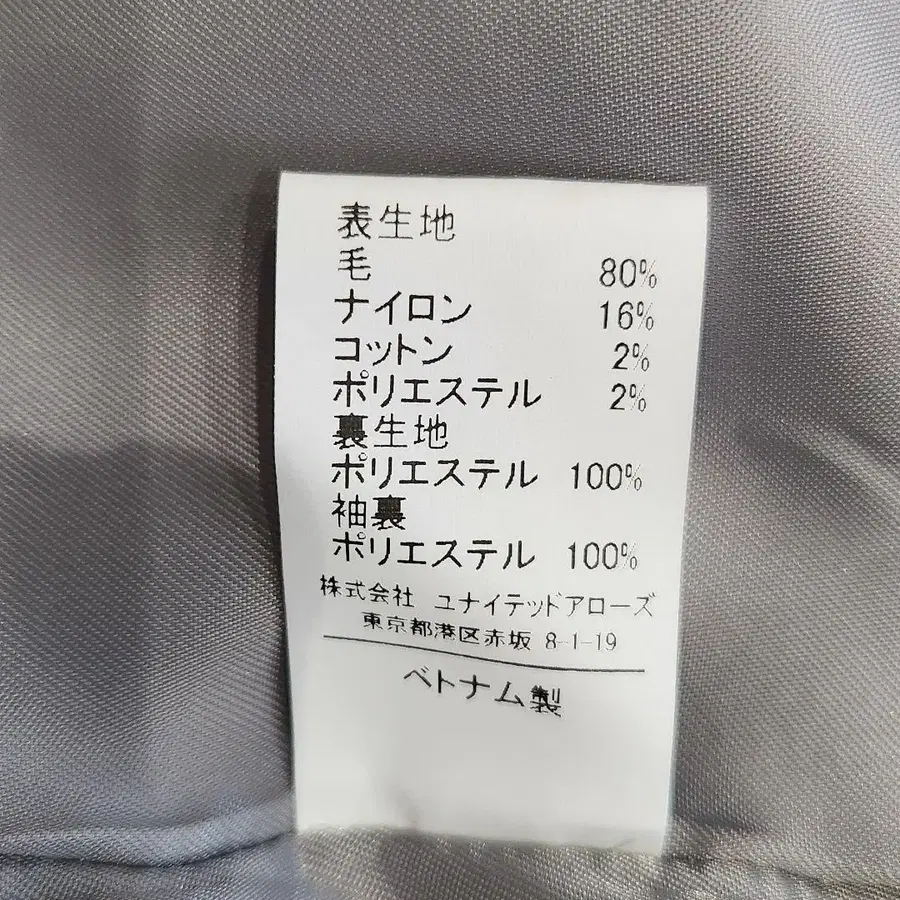 表生地
毛 80%
ナイロン 16%
コットン 2%
ポリエステル 2%
裏生地
ポリエステル 100%
袖裏
ポリエステル 100%
株式会社 ユナイテッドアローズ
東京都港区赤坂 8-1-19
ベトナム製